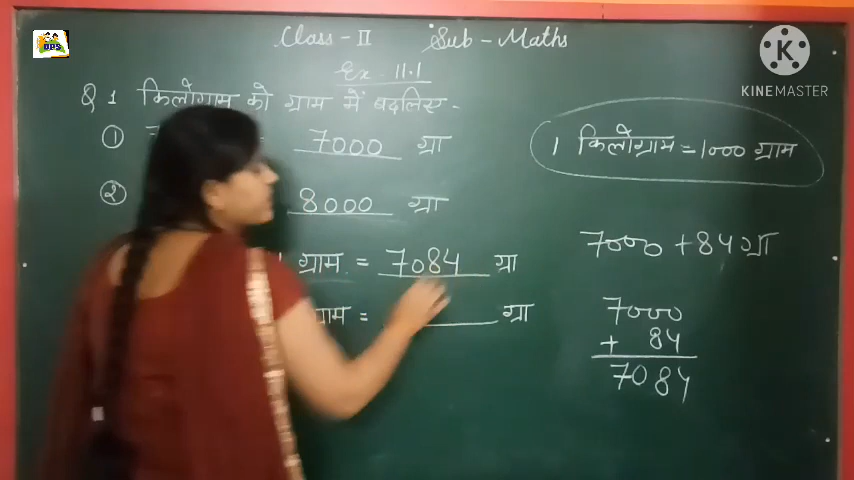 DPS
Class - II Sub - Maths
KINEMASTER
Ex - 11.1
Q 1 किलोग्राम को ग्राम में बदलिए -
① 7000 ग्रा
1 किलोग्राम = 1000 ग्राम
② 8000 ग्रा
7000 + 84 ग्रा
ग्राम = 7084 ग्रा
ग्राम = ग्रा
7000
+ 84
7084